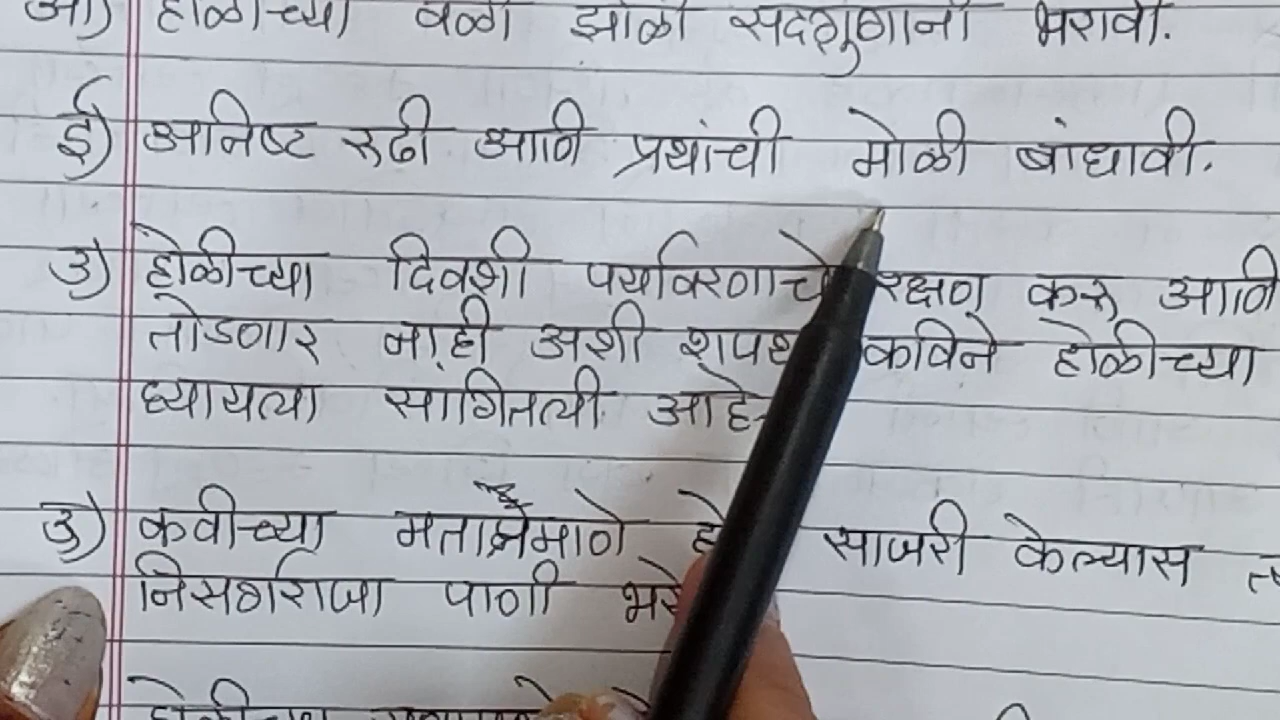 आ) होळीच्या वेळी झोळी सदगुणांनी भरावी.
ई) अनिष्ट रुढी आणि प्रथांची मोळी बांधावी.
उ) होळीच्या दिवशी पर्यावरणाचे रक्षण करु आणि
तोडणार नाही अशी शपथ कविने होळीच्या
घ्यायला सांगितली आहे-
ऊ) कवीच्या मताप्रमाणे साजरी केल्यास
निसर्गराजा पाणी
होळीच्या